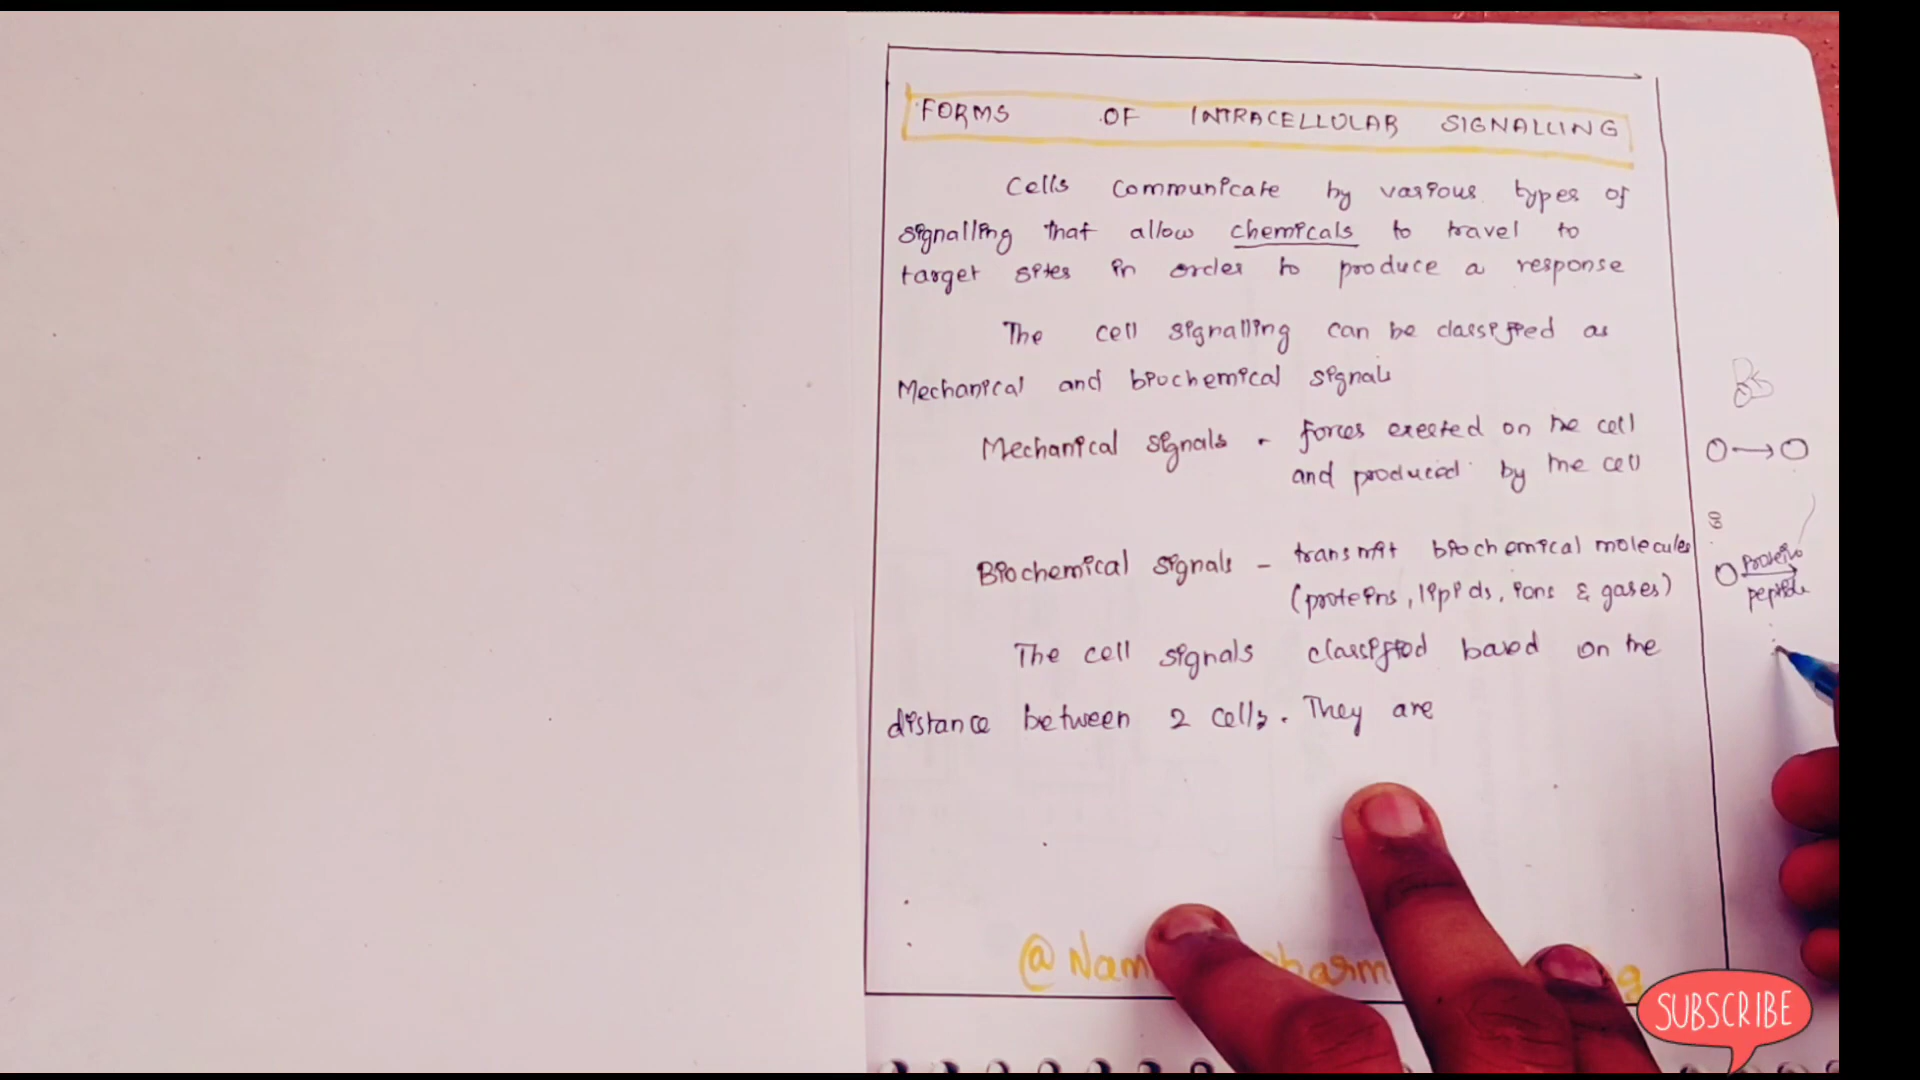 FORMS OF INTRACELLULAR SIGNALLING
Cells communicate by various types of
signalling that allow chemicals to travel to
target sites in order to produce a response
The cell signalling can be classified as
Mechanical and biochemical signals
Mechanical signals - forces exerted on the cell
and produced by the cell
Biochemical signals - transmit biochemical molecules
(proteins, lipids, ions & gases)
The cell signals classified based on the
distance between 2 cells. They are
peptide
SUBSCRIBE